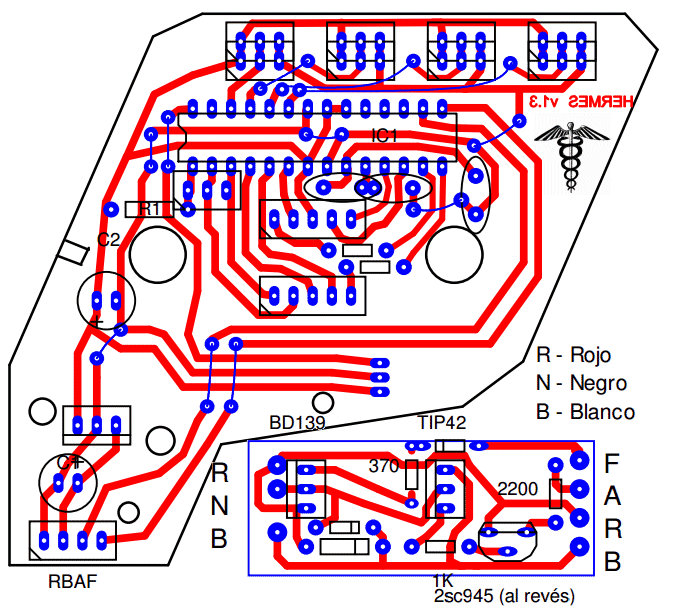 HERMES v1.3
IC1
R1
C2
+
R - Rojo
N - Negro
B - Blanco
BD139
TIP42
C1
+
370
2200
R
N
B
F
A
R
B
RBAF
1K
2sc945 (al revés)